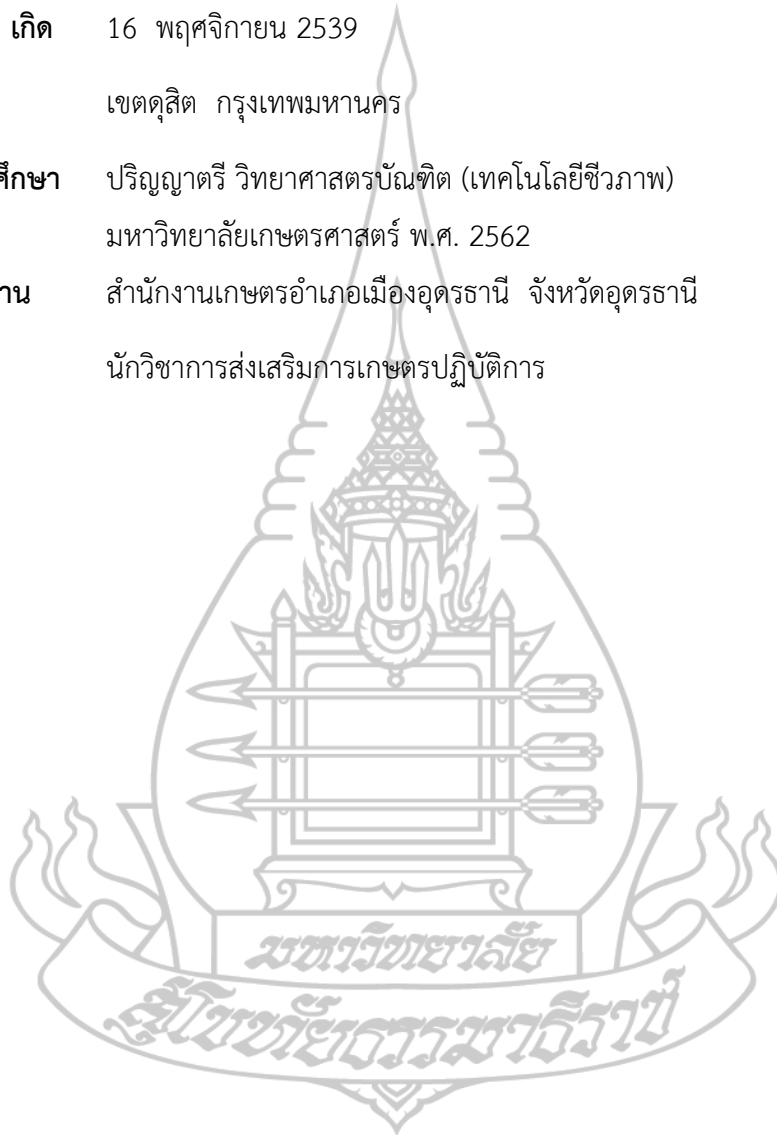 เกิด 16 พฤศจิกายน 2539
เขตดุสิต กรุงเทพมหานคร
ศึกษา ปริญญาตรี วิทยาศาสตรบัณฑิต (เทคโนโลยีชีวภาพ)
มหาวิทยาลัยเกษตรศาสตร์ พ.ศ. 2562
าน สำนักงานเกษตรอำเภอเมืองอุดรธานี จังหวัดอุดรธานี
นักวิชาการส่งเสริมการเกษตรปฏิบัติการ
มหาวิทยาลัย
สุโขทัยธรรมาธิราช